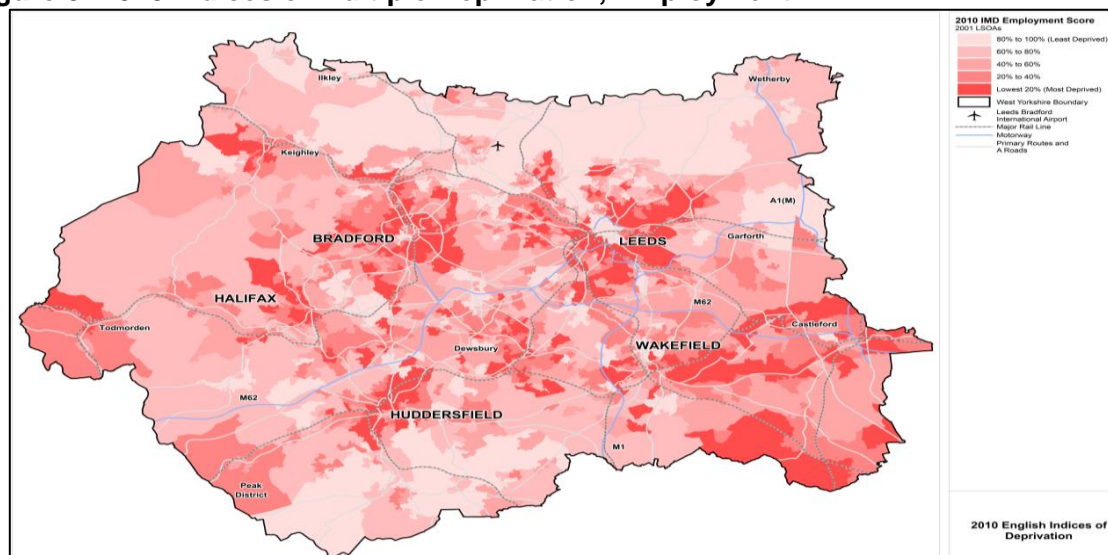 2010 IMD Employment Score
2001 LSOAs
80% to 100% (Least Deprived)
60% to 80%
40% to 60%
20% to 40%
Lowest 20% (Most Deprived)
West Yorkshire Boundary
Leeds Bradford
International Airport
Major Rail Line
Motorway
Primary Routes and
A Roads
Ilkley
Wetherby
Keighley
A1(M)
BRADFORD
LEEDS
Garforth
HALIFAX
M62
Todmorden
Castleford
Dewsbury
WAKEFIELD
M62
HUDDERSFIELD
M1
Peak
District
2010 English Indices of
Deprivation